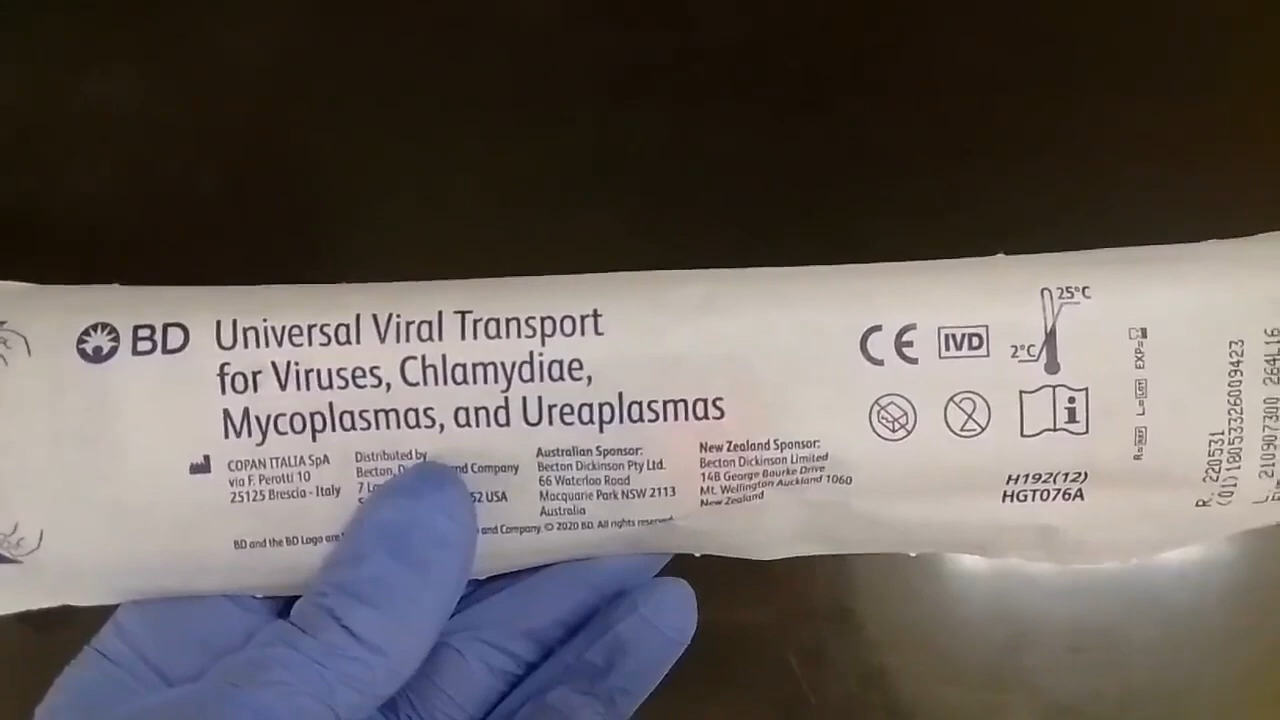 BD
Universal Viral Transport
for Viruses, Chlamydiae,
Mycoplasmas, and Ureaplasmas
COPAN ITALIA SpA
via F. Perotti 10
25125 Brescia - Italy
Distributed by
Becton, and Company
7
52 USA
Australian Sponsor:
Becton Dickinson Pty Ltd.
66 Waterloo Road
Macquarie Park NSW 2113
Australia
New Zealand Sponsor:
Becton Dickinson Limited
14B George Bourke Drive
Mt. Wellington Auckland 1060
New Zealand
BD and the BD Logo are
and Company. © 2020 BD. All rights reserved.
CE
IVD
25°C
2°C
2
i
H192(12)
HGT076A
R= REF L= LOT EXP=
R. 220531
(01)18053326009423
L. 210907300 264L16